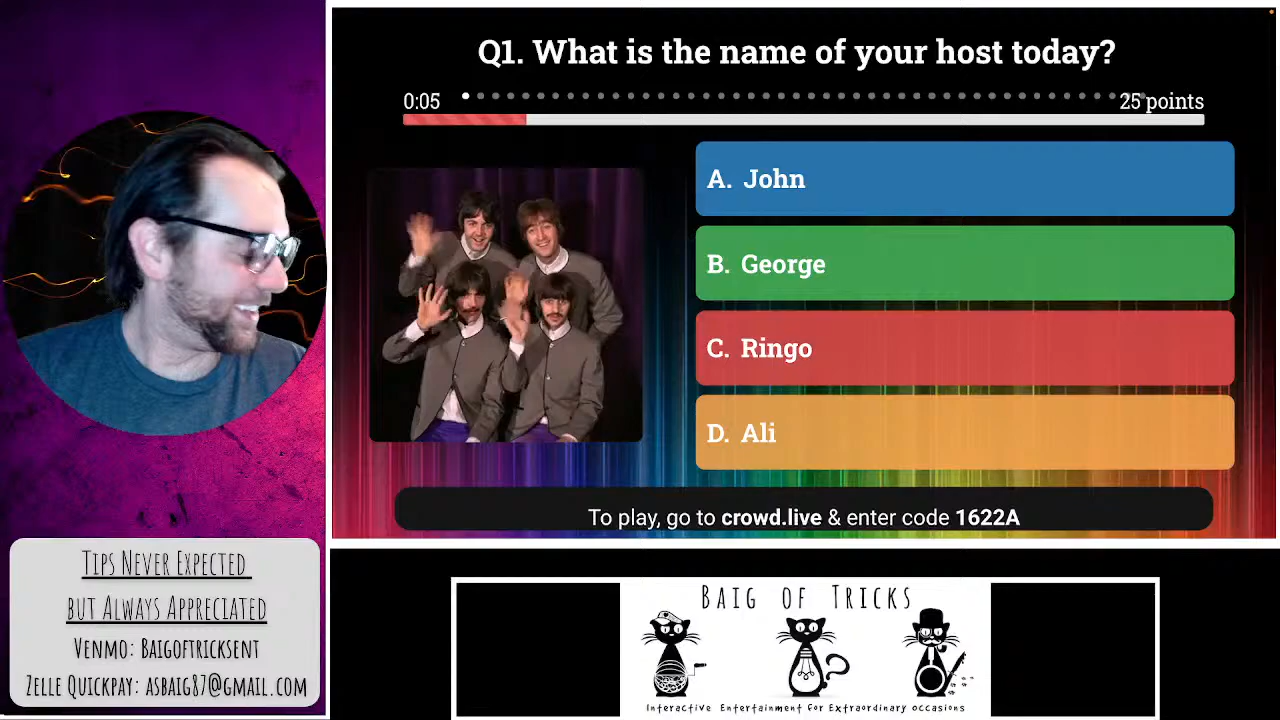 Q1. What is the name of your host today?
0:05
25 points
A. John
B. George
C. Ringo
D. Ali
To play, go to crowd.live & enter code 1622A
Tips Never Expected
but Always Appreciated
Venmo: Baigoftricksent
Zelle Quickpay: asbaig87@gmail.com
Baig of Tricks
Interactive Entertainment for Extraordinary Occasions